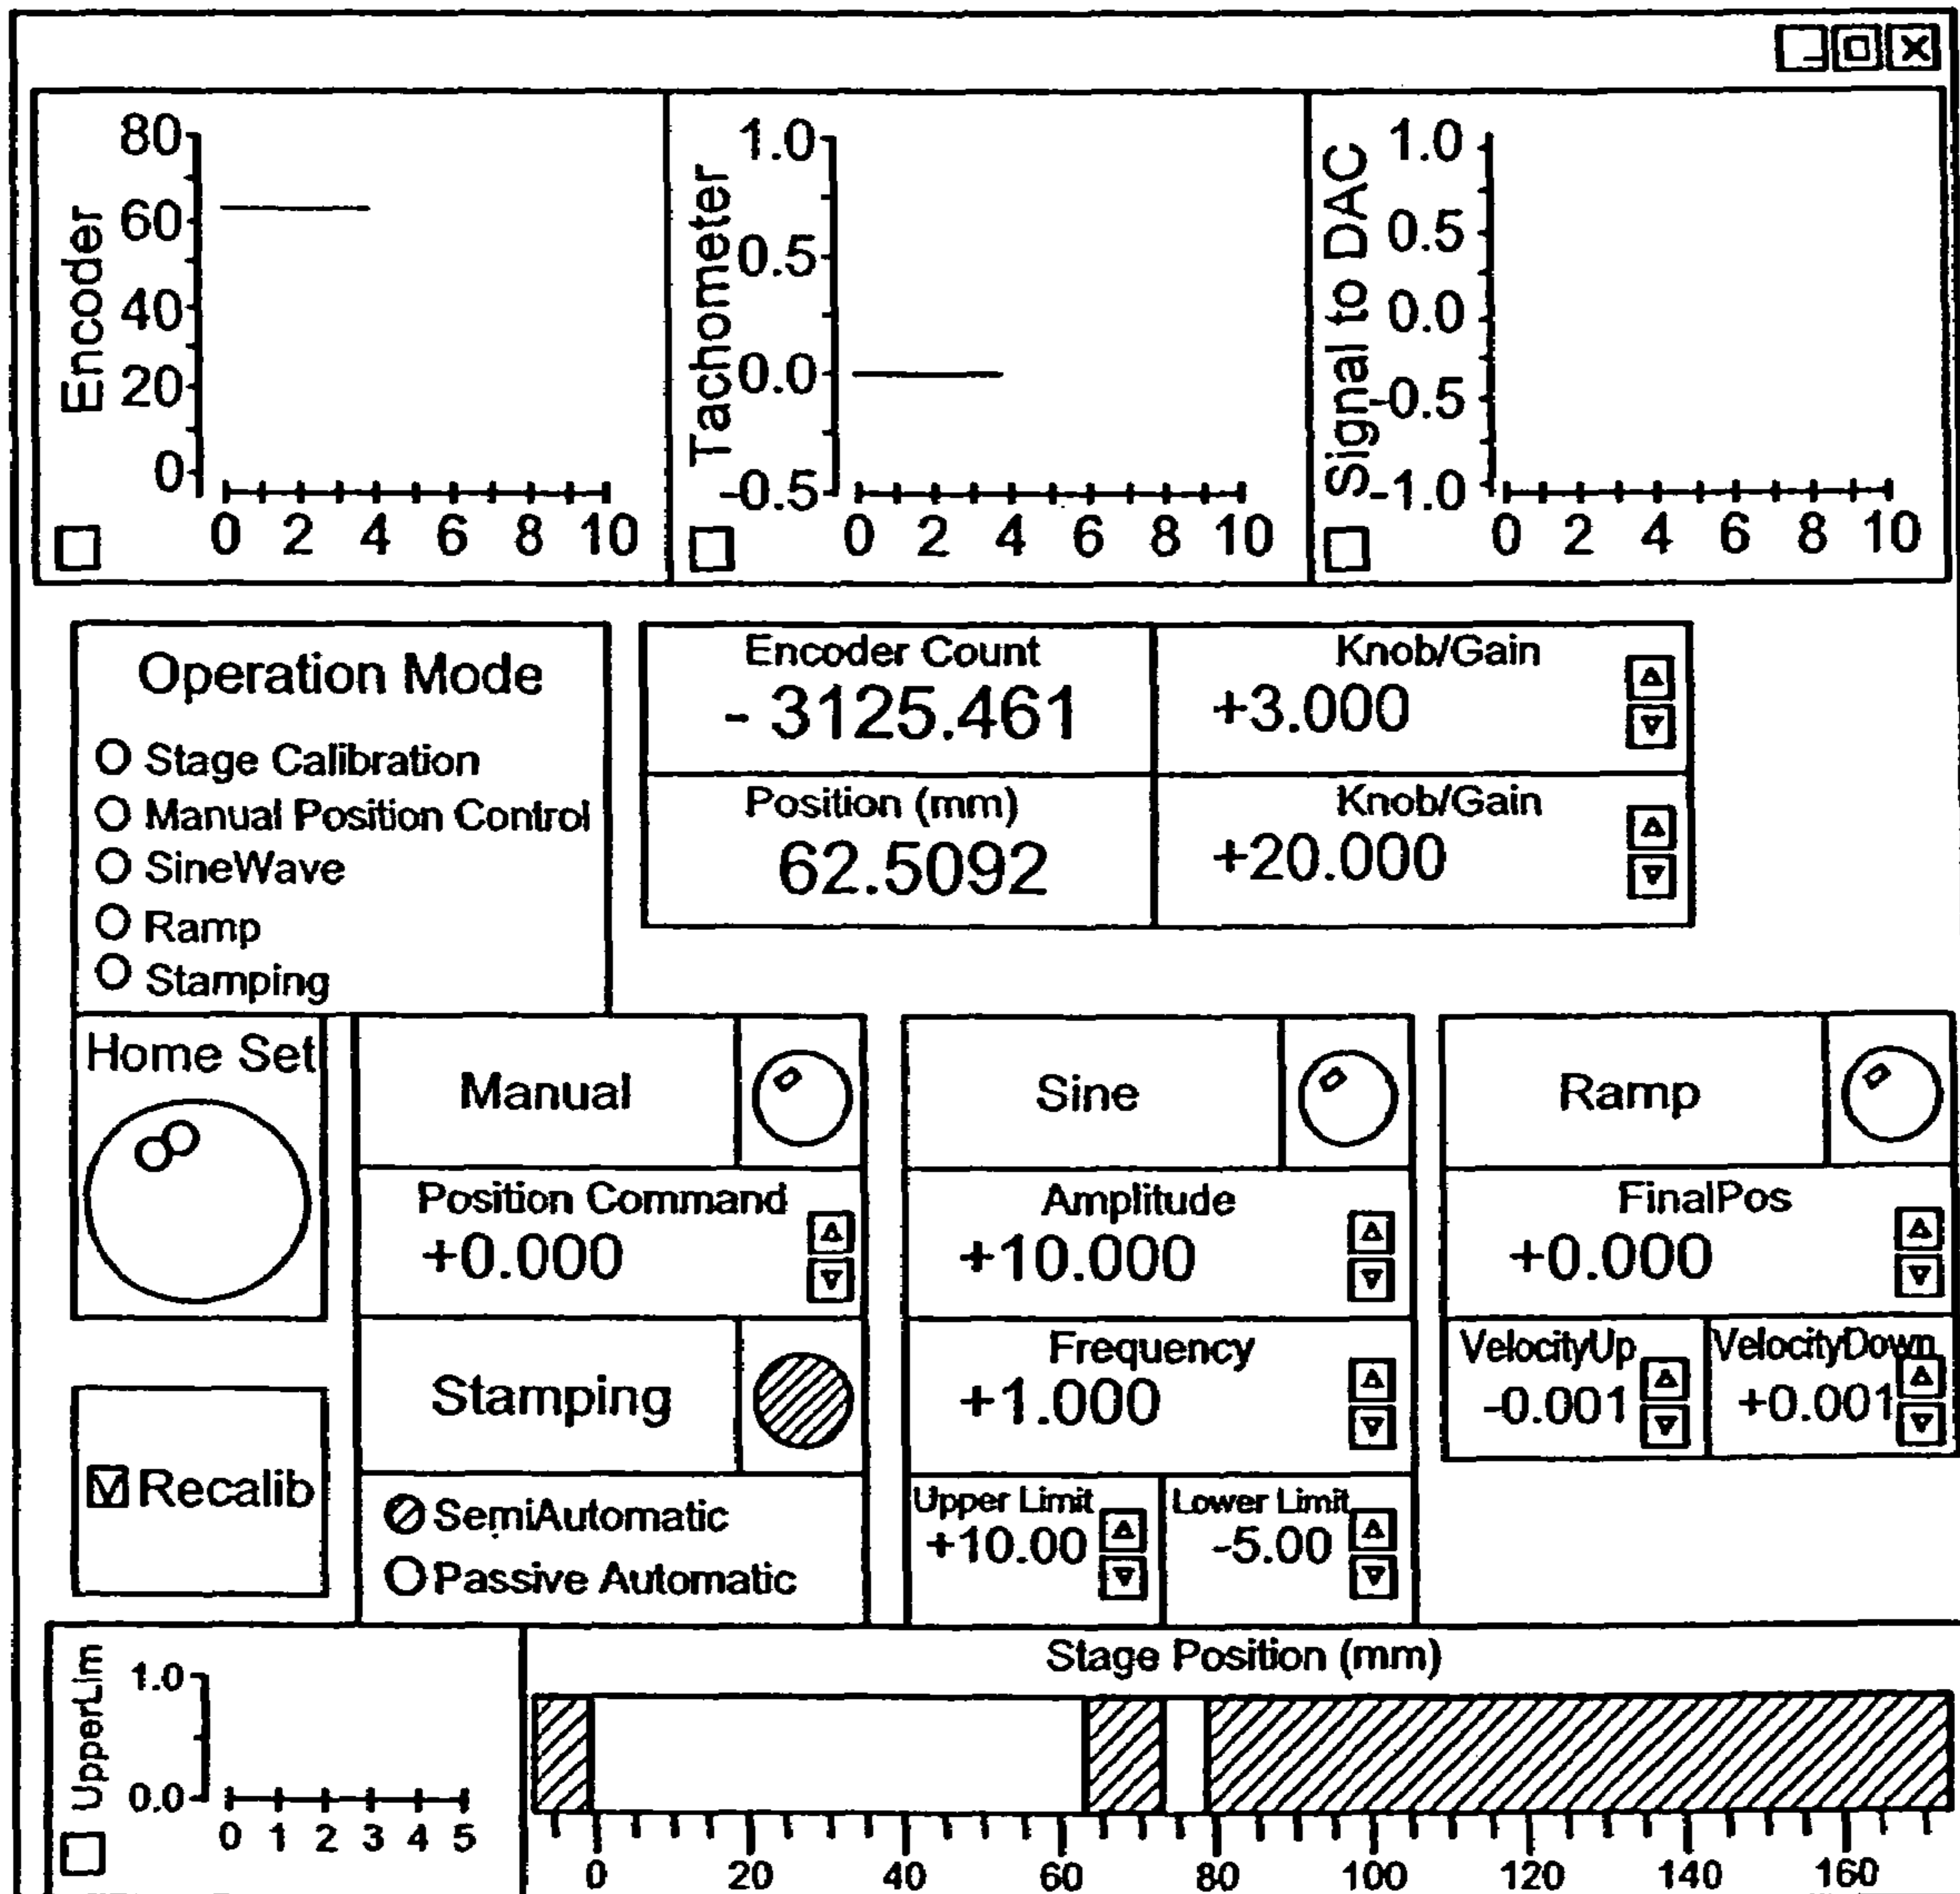 Encoder
80
60
40
20
0
0 2 4 6 8 10
Tachometer
1.0
0.5
0.0
-0.5
0 2 4 6 8 10
Signal to DAC
1.0
0.5
0.0
-0.5
-1.0
0 2 4 6 8 10
Operation Mode
Stage Calibration
Manual Position Control
SineWave
Ramp
Stamping
Encoder Count
- 3125.461
Knob/Gain
+3.000
Position (mm)
62.5092
Knob/Gain
+20.000
Home Set
Recalib
Manual
Position Command
+0.000
Stamping
SemiAutomatic
Passive Automatic
Sine
Amplitude
+10.000
Frequency
+1.000
Upper Limit
+10.00
Lower Limit
-5.00
Ramp
FinalPos
+0.000
VelocityUp
-0.001
VelocityDown
+0.001
UpperLim
1.0
0.0
0 1 2 3 4 5
Stage Position (mm)
0 20 40 60 80 100 120 140 160